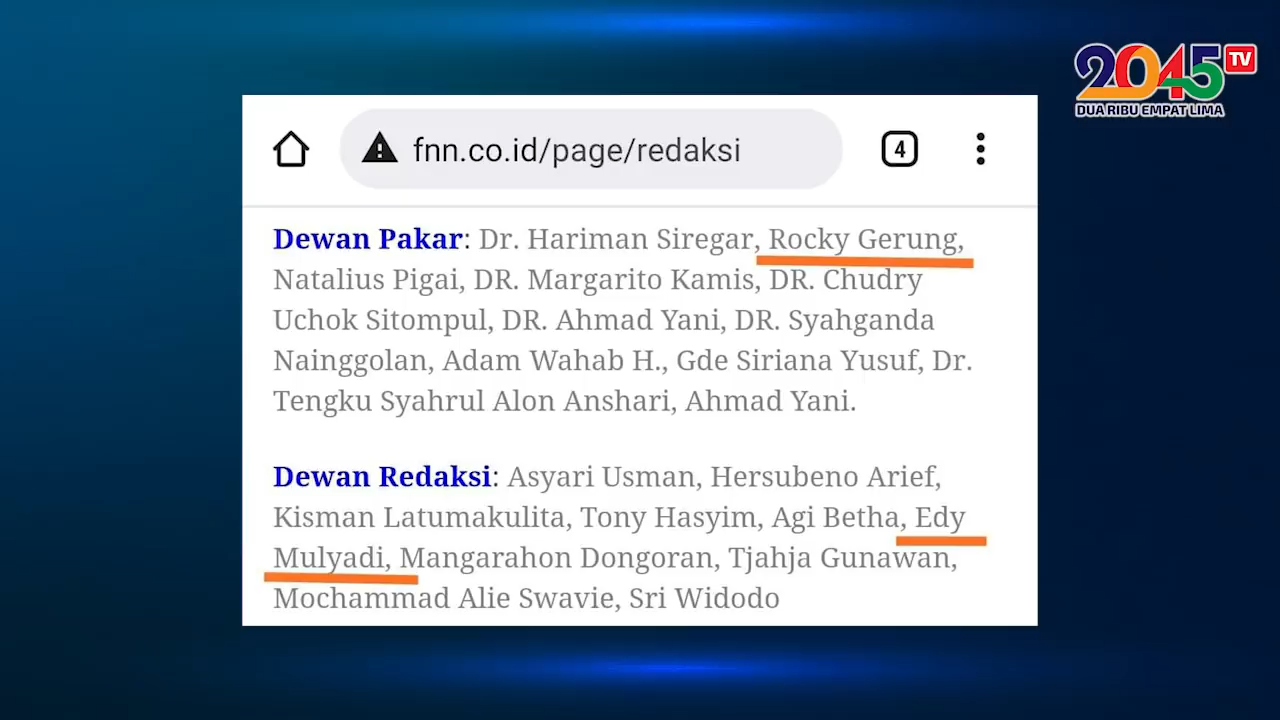 2045 TV
DUA RIBU EMPAT LIMA
fnn.co.id/page/redaksi
4
Dewan Pakar: Dr. Hariman Siregar, Rocky Gerung,
Natalius Pigai, DR. Margarito Kamis, DR. Chudry
Uchok Sitompul, DR. Ahmad Yani, DR. Syahganda
Nainggolan, Adam Wahab H., Gde Siriana Yusuf, Dr.
Tengku Syahrul Alon Anshari, Ahmad Yani.
Dewan Redaksi: Asyari Usman, Hersubeno Arief,
Kisman Latumakulita, Tony Hasyim, Agi Betha, Edy
Mulyadi, Mangarahon Dongoran, Tjahja Gunawan,
Mochammad Alie Swavie, Sri Widodo